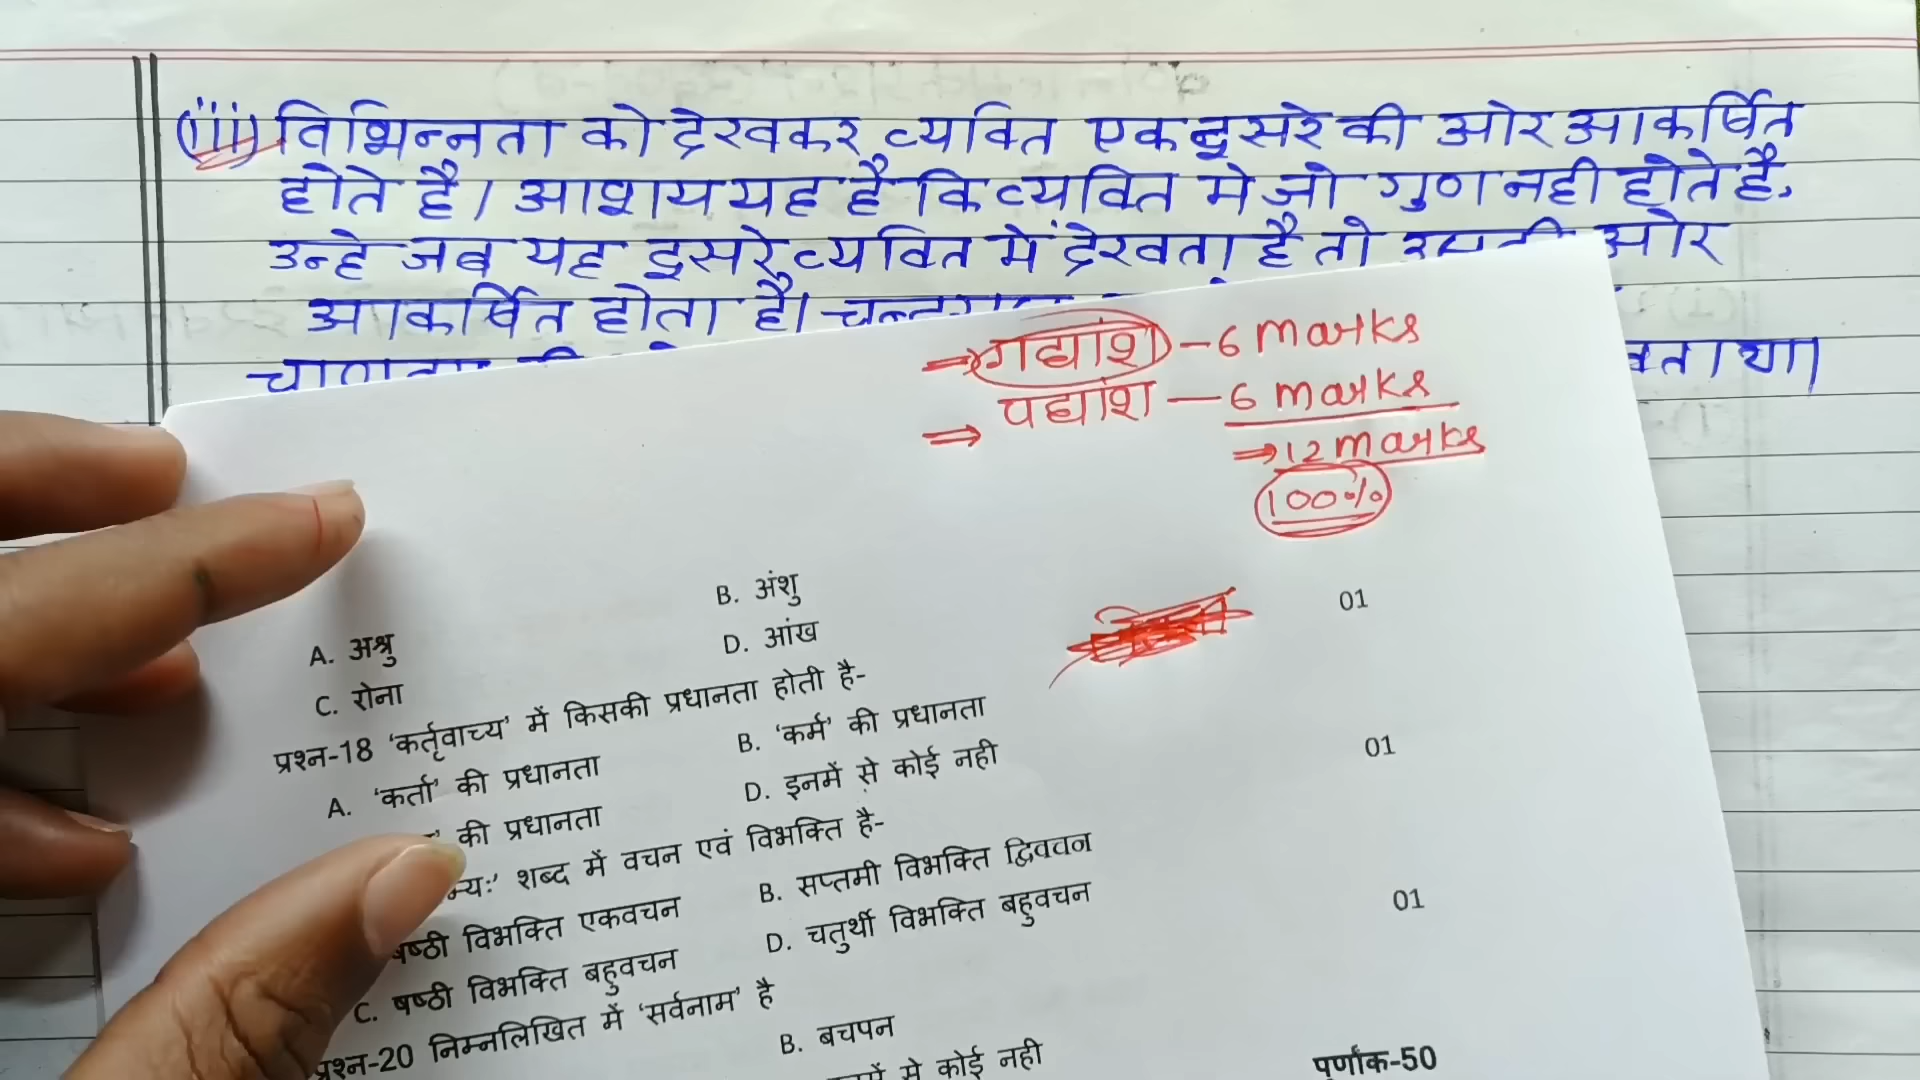 (iii) विभिन्नता को देखकर व्यक्ति एक दूसरे की ओर आकर्षित
होते है। आशय यह है कि व्यक्ति मे जो गुण नही होते है,
उन्हे जब यह दूसरे व्यक्ति में देखता है तो ओर
आकर्षित होता है।
था।
⇒ गद्यांश - 6 marks
⇒ पद्यांश - 6 marks
⇒ 12 marks
100%
B. अंशु
01
A. अश्रु
D. आंख
C. रोना
प्रश्न-18 'कर्तृवाच्य' में किसकी प्रधानता होती है-
B. 'कर्म' की प्रधानता
01
A. 'कर्ता' की प्रधानता
D. इनमें से कोई नही
की प्रधानता
शब्द में वचन एवं विभक्ति है-
B. सप्तमी विभक्ति द्विवचन
01
षष्ठी विभक्ति एकवचन
D. चतुर्थी विभक्ति बहुवचन
C. षष्ठी विभक्ति बहुवचन
प्रश्न-20 निम्नलिखित में 'सर्वनाम' है
B. बचपन
से कोई नही
पूर्णांक-50